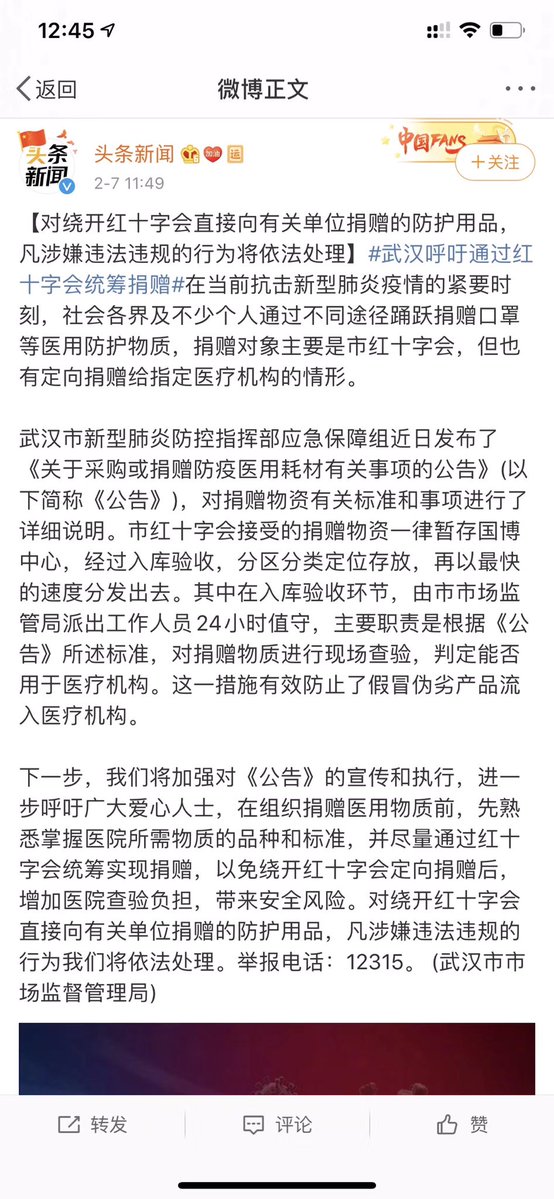 12:45
返回
微博正文
头条
新闻
头条新闻
加油
运
2-7 11:49
中国FANS
+关注
【对绕开红十字会直接向有关单位捐赠的防护用品，
凡涉嫌违法违规的行为将依法处理】#武汉呼吁通过红
十字会统筹捐赠#在当前抗击新型肺炎疫情的紧要时
刻，社会各界及不少个人通过不同途径踊跃捐赠口罩
等医用防护物质，捐赠对象主要是市红十字会，但也
有定向捐赠给指定医疗机构的情形。
武汉市新型肺炎防控指挥部应急保障组近日发布了
《关于采购或捐赠防疫医用耗材有关事项的公告》(以
下简称《公告》)，对捐赠物资有关标准和事项进行了
详细说明。市红十字会接受的捐赠物资一律暂存国博
中心，经过入库验收，分区分类定位存放，再以最快
的速度分发出去。其中在入库验收环节，由市市场监
管局派出工作人员24小时值守，主要职责是根据《公
告》所述标准，对捐赠物质进行现场查验，判定能否
用于医疗机构。这一措施有效防止了假冒伪劣产品流
入医疗机构。
下一步，我们将加强对《公告》的宣传和执行，进一
步呼吁广大爱心人士，在组织捐赠医用物质前，先熟
悉掌握医院所需物质的品种和标准，并尽量通过红十
字会统筹实现捐赠，以免绕开红十字会定向捐赠后，
增加医院查验负担，带来安全风险。对绕开红十字会
直接向有关单位捐赠的防护用品，凡涉嫌违法违规的
行为我们将依法处理。举报电话：12315。 (武汉市市
场监督管理局)
转发
评论
赞